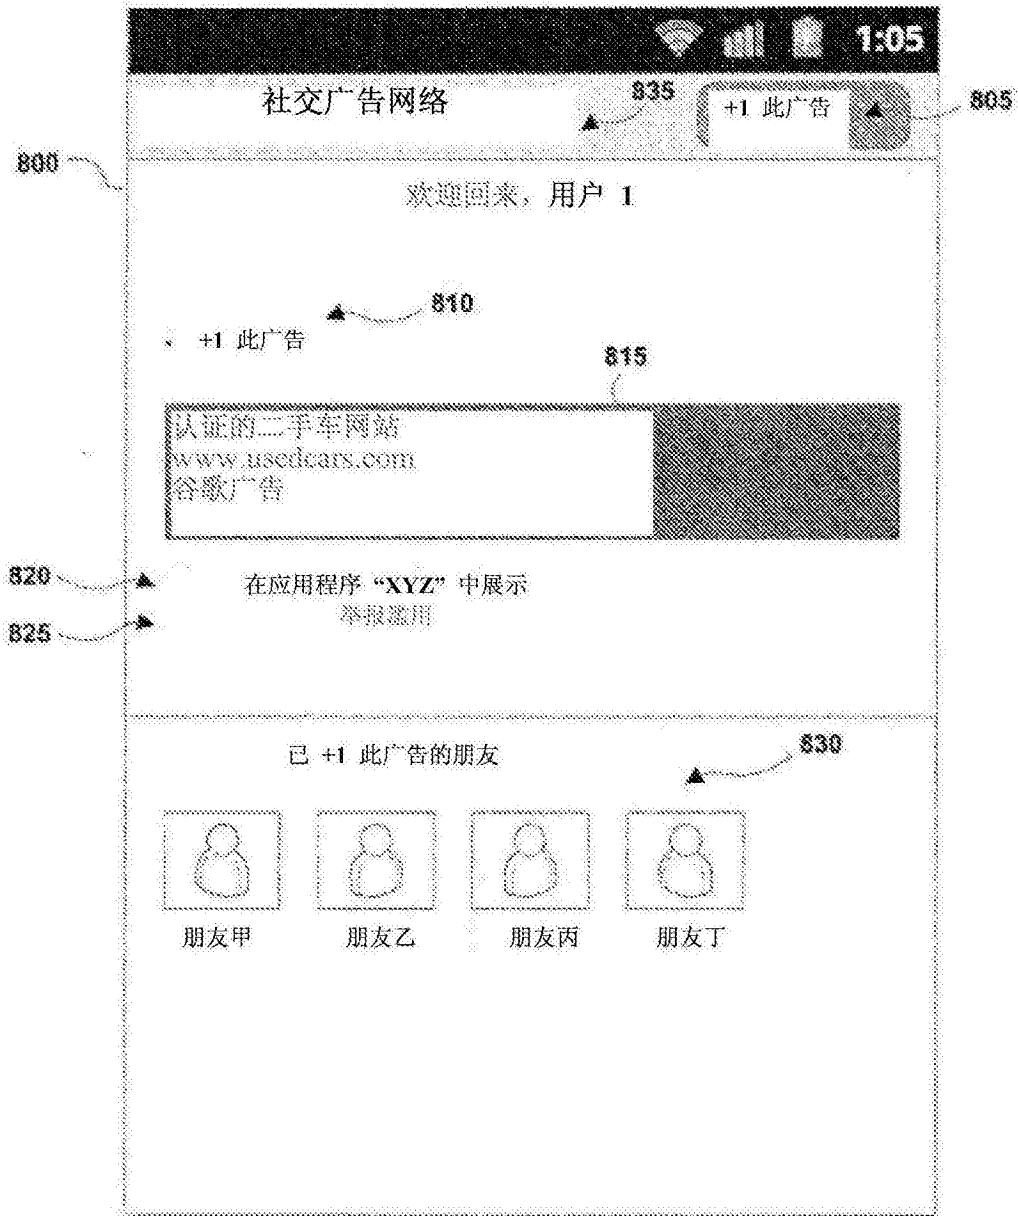 1:05
社交广告网络
835
+1 此广告
805
800
欢迎回来，用户 1
810
+1 此广告
815
认证的二手车网站
www.usedcars.com
谷歌广告
820
在应用程序 “XYZ” 中展示
825
举报滥用
已 +1 此广告的朋友
830
朋友甲 朋友乙 朋友丙 朋友丁